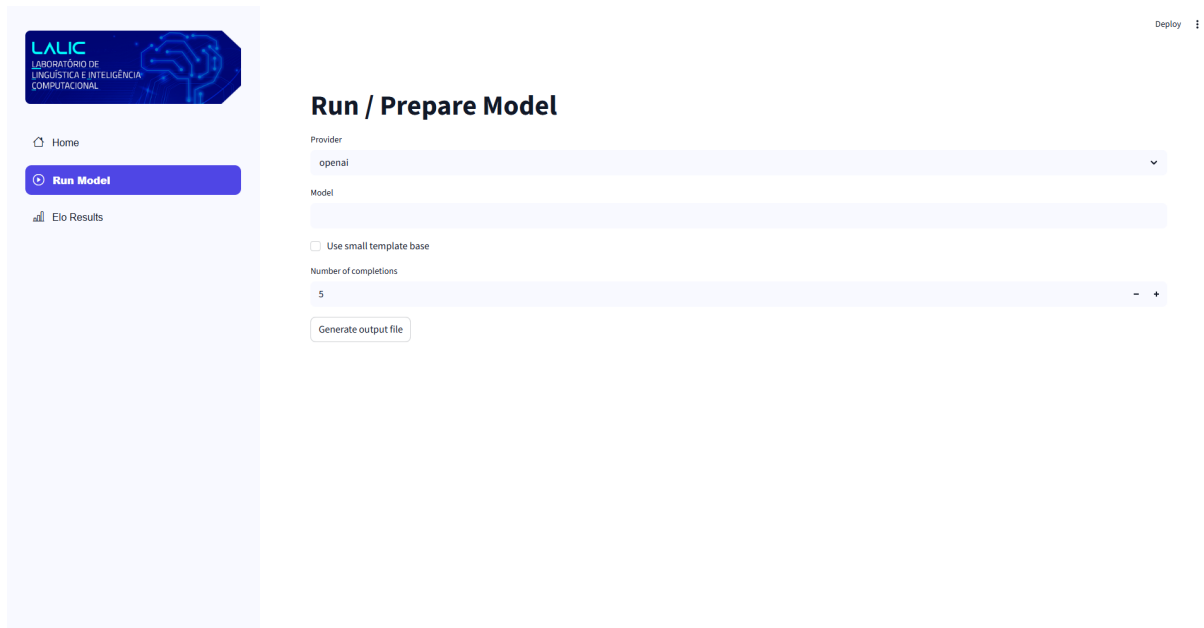 LALIC
LABORATÓRIO DE
LINGUÍSTICA E INTELIGÊNCIA
COMPUTACIONAL
Home
Run Model
Elo Results
Deploy
Run / Prepare Model
Provider
openai
Model
Use small template base
Number of completions
5
Generate output file